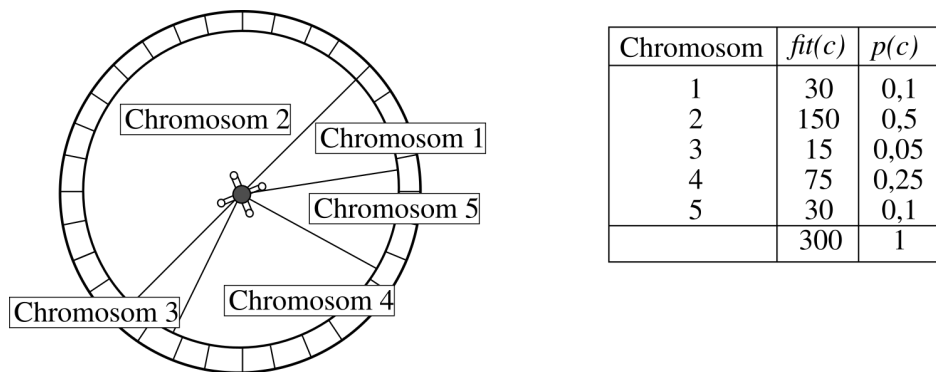 Chromosom 2
Chromosom 1
Chromosom 5
Chromosom 4
Chromosom 3
Chromosom fit(c) p(c)
1 30 0,1
2 150 0,5
3 15 0,05
4 75 0,25
5 30 0,1
300 1